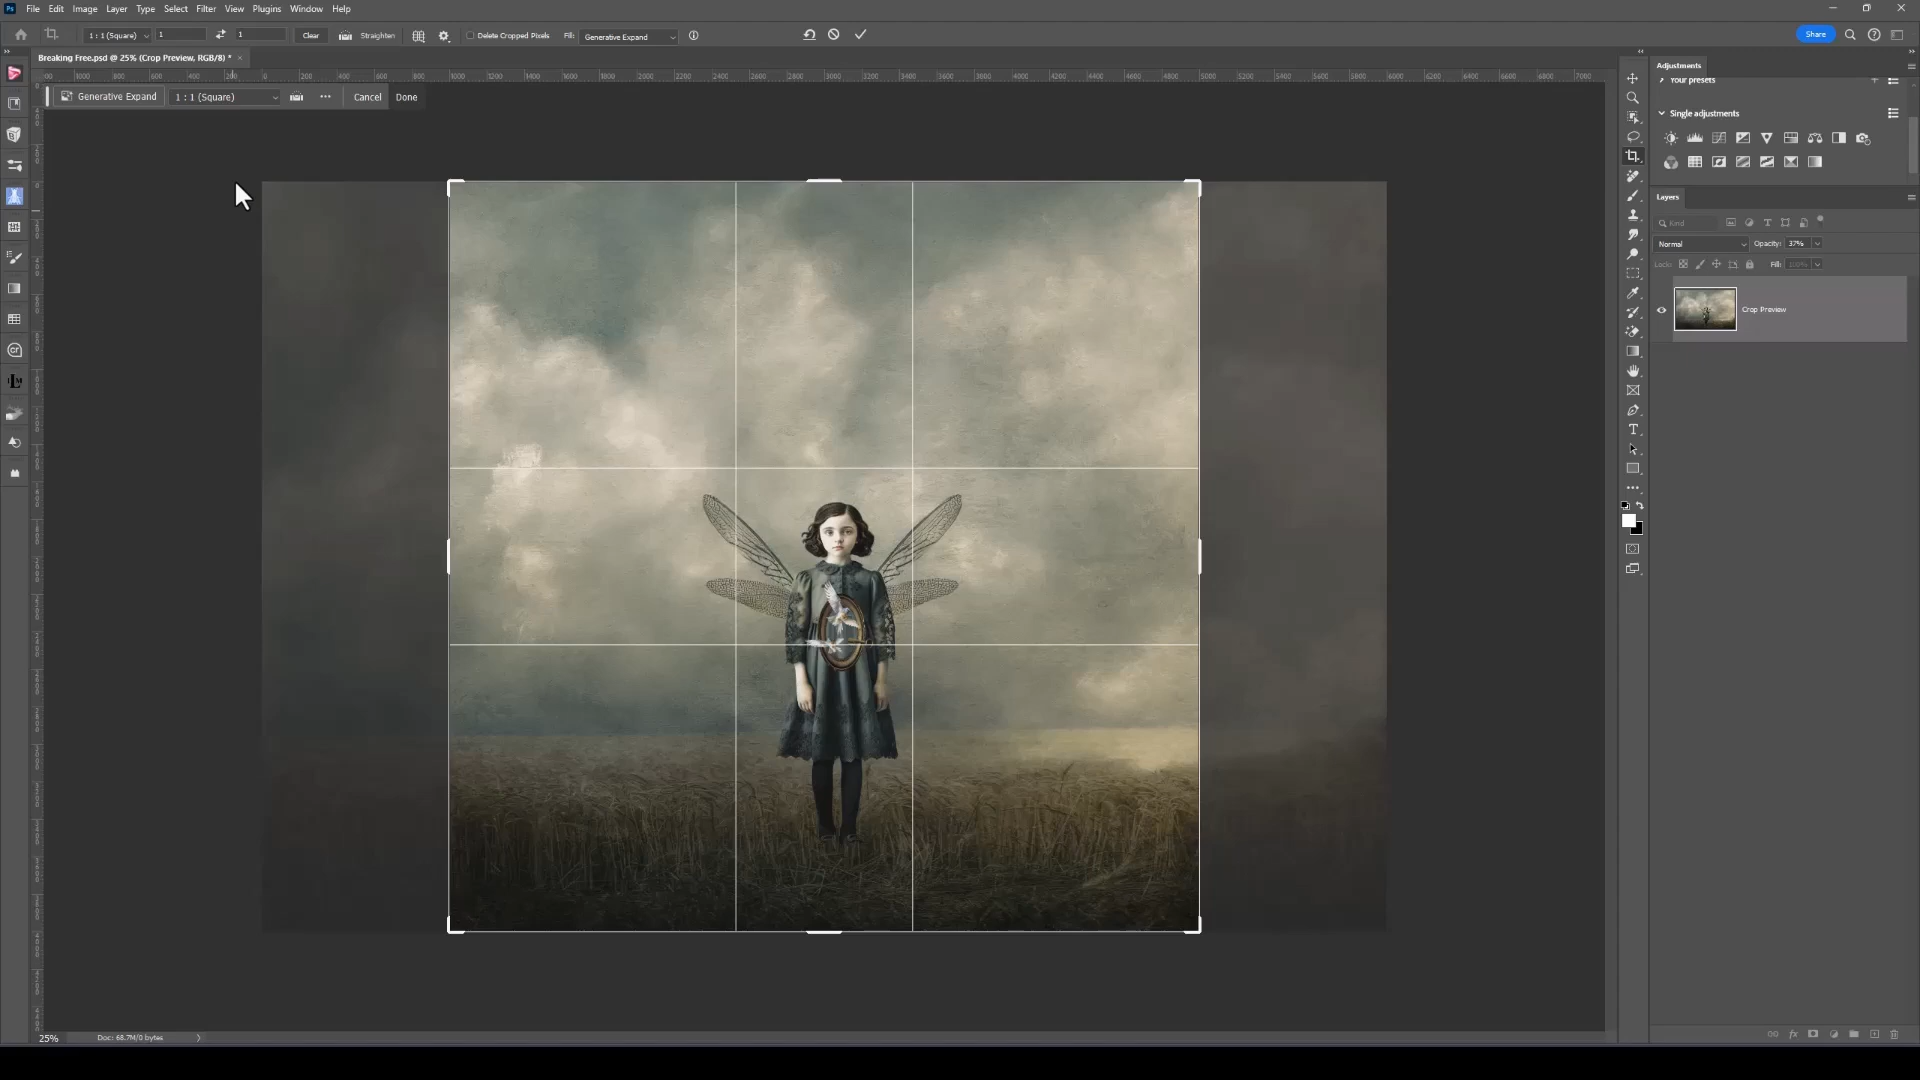 Ps File Edit Image Layer Type Select Filter View Plugins Window Help
1 : 1 (Square) 1 1 Clear Straighten Delete Cropped Pixels Fill: Generative Expand Share
Breaking Free.psd @ 25% (Crop Preview, RGB/8) * ×
Generative Expand 1 : 1 (Square) Cancel Done
Adjustments
Your presets
Single adjustments
Layers
Kind
Normal Opacity: 37%
Lock: Fill: 100%
Crop Preview
25% Doc: 68.7M/0 bytes